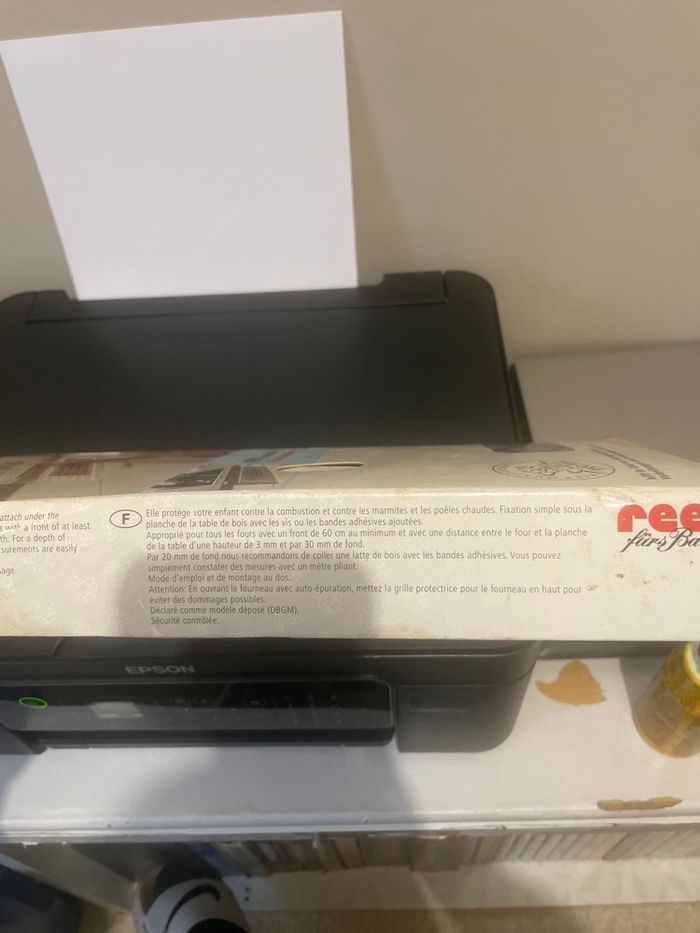 attach under the
s with a front of at least
th. For a depth of
surements are easily
sage.
F
Elle protège votre enfant contre la combustion et contre les marmites et les poêles chaudes. Fixation simple sous la
planche de la table de bois avec les vis ou les bandes adhésives ajoutées.
Approprié pour tous les fours avec un front de 60 cm au minimum et avec une distance entre le four et la planche
de la table d'une hauteur de 3 mm et par 30 mm de fond.
Par 20 mm de fond nous recommandons de coller une latte de bois avec les bandes adhésives. Vous pouvez
simplement constater des mesures avec un mètre pliant.
Mode d'emploi et de montage au dos.
Attention: En ouvrant le fourneau avec auto-épuration, mettez la grille protectrice pour le fourneau en haut pour
éviter des dommages possibles.
Déclaré comme modèle déposé (DBGM).
Sécurité contrôlée.
ree
fürs Ba
EPSON